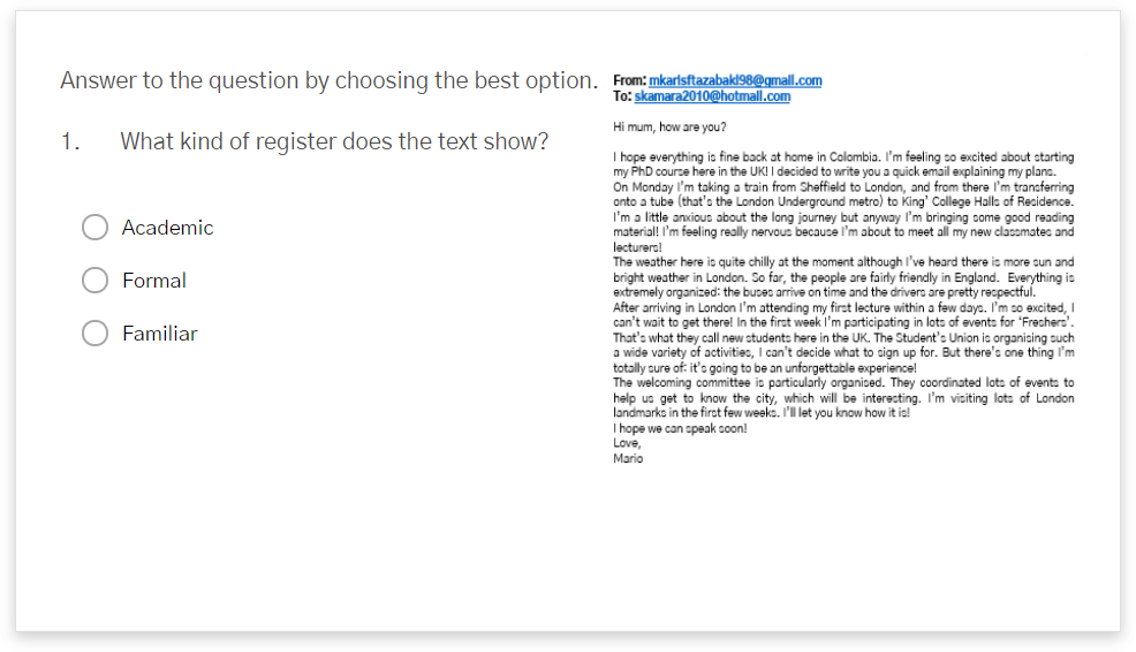 Answer to the question by choosing the best option.
1. What kind of register does the text show?
Academic
Formal
Familiar
From: mkarlsftazabakl98@gmall.com
To: skamara2010@hotmall.com
Hi mum, how are you?
I hope everything is fine back at home in Colombia. I'm feeling so excited about starting
my PhD course here in the UK! I decided to write you a quick email explaining my plans.
On Monday I'm taking a train from Sheffield to London, and from there I'm transferring
onto a tube (that's the London Underground metro) to King' College Halls of Residence.
I'm a little anxious about the long journey but anyway I'm bringing some good reading
material! I'm feeling really nervous because I'm about to meet all my new classmates and
lecturers!
The weather here is quite chilly at the moment although I've heard there is more sun and
bright weather in London. So far, the people are fairly friendly in England. Everything is
extremely organized: the buses arrive on time and the drivers are pretty respectful.
After arriving in London I'm attending my first lecture within a few days. I'm so excited, I
can't wait to get there! In the first week I'm participating in lots of events for 'Freshers'.
That's what they call new students here in the UK. The Student's Union is organising such
a wide variety of activities, I can't decide what to sign up for. But there's one thing I'm
totally sure of: it's going to be an unforgettable experience!
The welcoming committee is particularly organised. They coordinated lots of events to
help us get to know the city, which will be interesting. I'm visiting lots of London
landmarks in the first few weeks. I'll let you know how it is!
I hope we can speak soon!
Love,
Mario